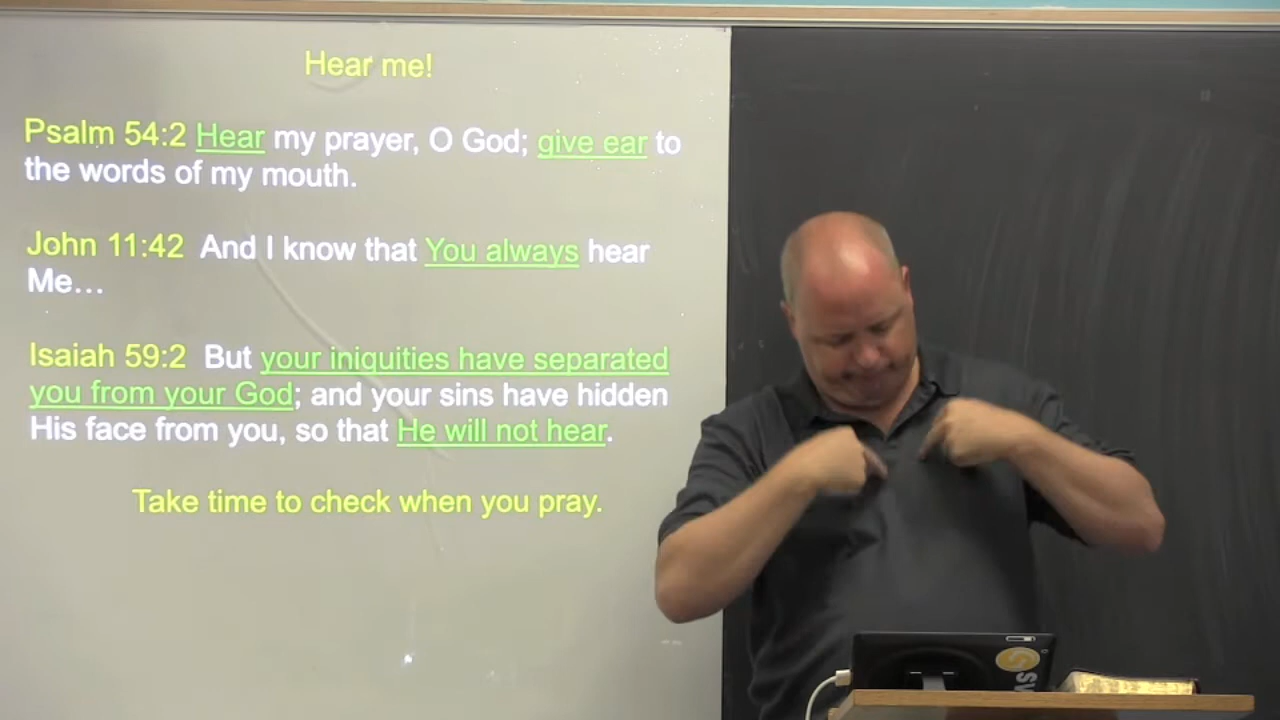 Hear me!
Psalm 54:2 Hear my prayer, O God; give ear to
the words of my mouth.
John 11:42 And I know that You always hear
Me...
Isaiah 59:2 But your iniquities have separated
you from your God; and your sins have hidden
His face from you, so that He will not hear.
Take time to check when you pray.
S SV